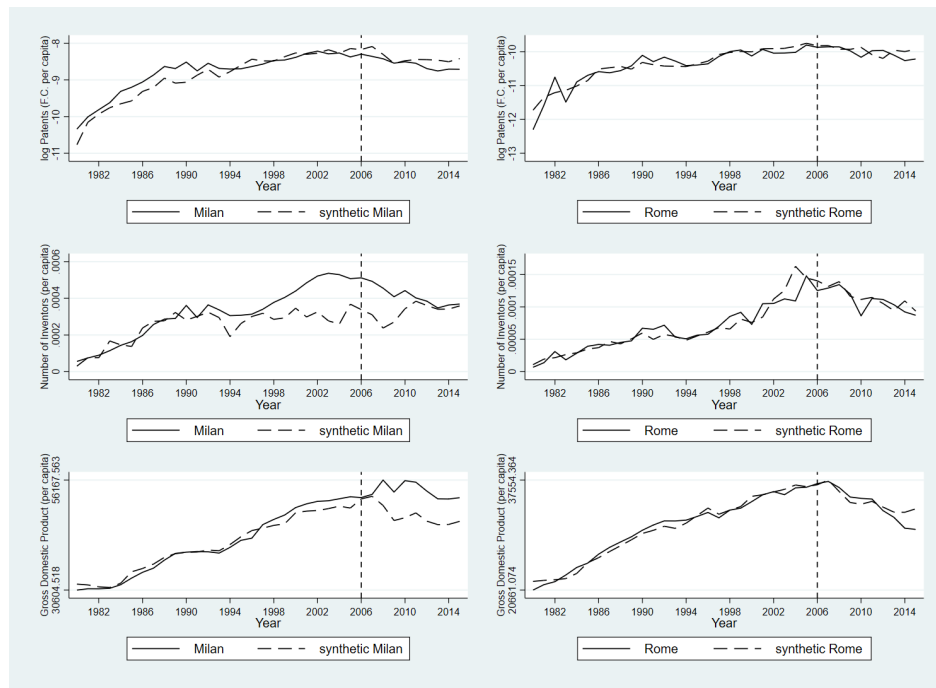 log Patents (F.C. per capita)
-8
-9
-10
-11
1982 1986 1990 1994 1998 2002 2006 2010 2014
Year
Milan synthetic Milan
log Patents (F.C. per capita)
-10
-11
-12
-13
1982 1986 1990 1994 1998 2002 2006 2010 2014
Year
Rome synthetic Rome
Number of Inventors (per capita)
.0006
.0004
.0002
0
1982 1986 1990 1994 1998 2002 2006 2010 2014
Year
Milan synthetic Milan
Number of Inventors (per capita)
.00015
.0001
.00005
0
1982 1986 1990 1994 1998 2002 2006 2010 2014
Year
Rome synthetic Rome
Gross Domestic Product (per capita)
56167.563
30604.518
1982 1986 1990 1994 1998 2002 2006 2010 2014
Year
Milan synthetic Milan
Gross Domestic Product (per capita)
37554.364
20661.074
1982 1986 1990 1994 1998 2002 2006 2010 2014
Year
Rome synthetic Rome